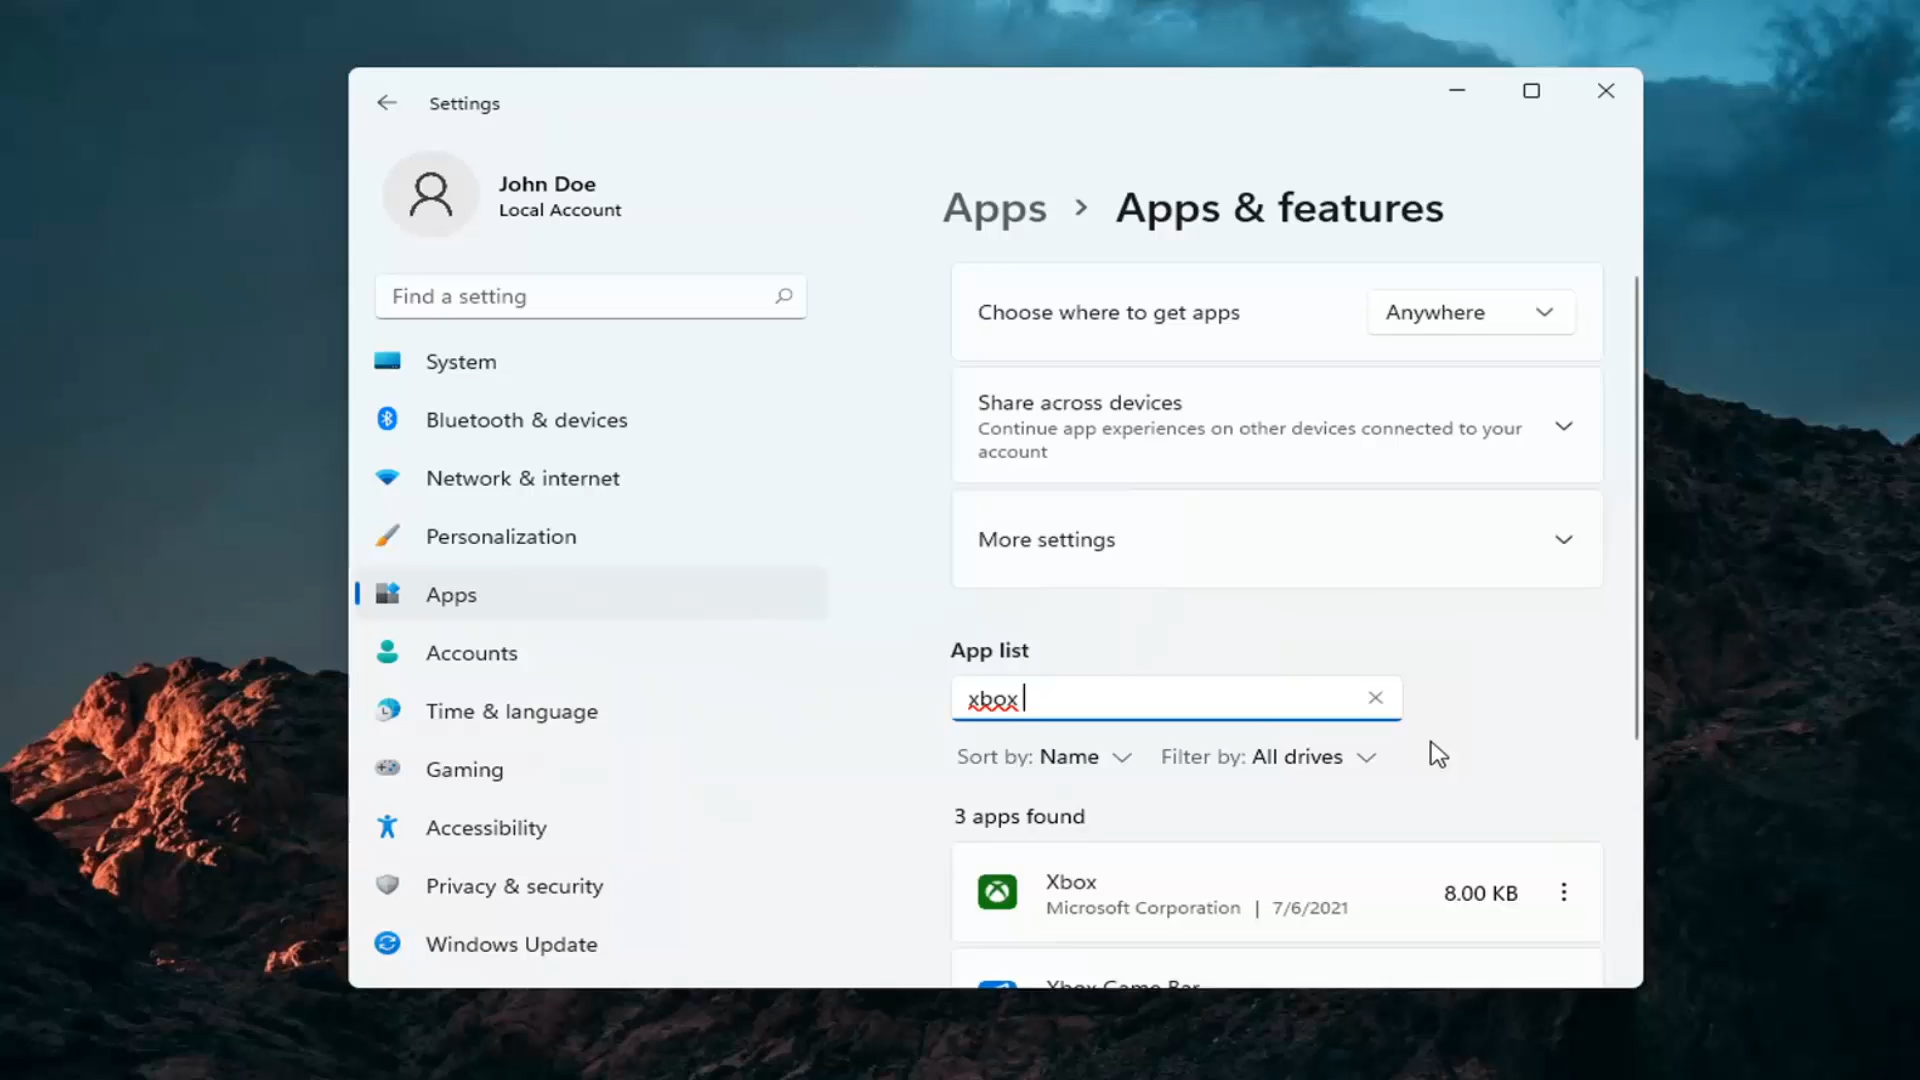 Settings
John Doe
Local Account
Find a setting
System
Bluetooth & devices
Network & internet
Personalization
Apps
Accounts
Time & language
Gaming
Accessibility
Privacy & security
Windows Update
Apps > Apps & features
Choose where to get apps
Anywhere
Share across devices
Continue app experiences on other devices connected to your
account
More settings
App list
xbox
Sort by: Name Filter by: All drives
3 apps found
Xbox
Microsoft Corporation | 7/6/2021
8.00 KB
Xbox Game Bar